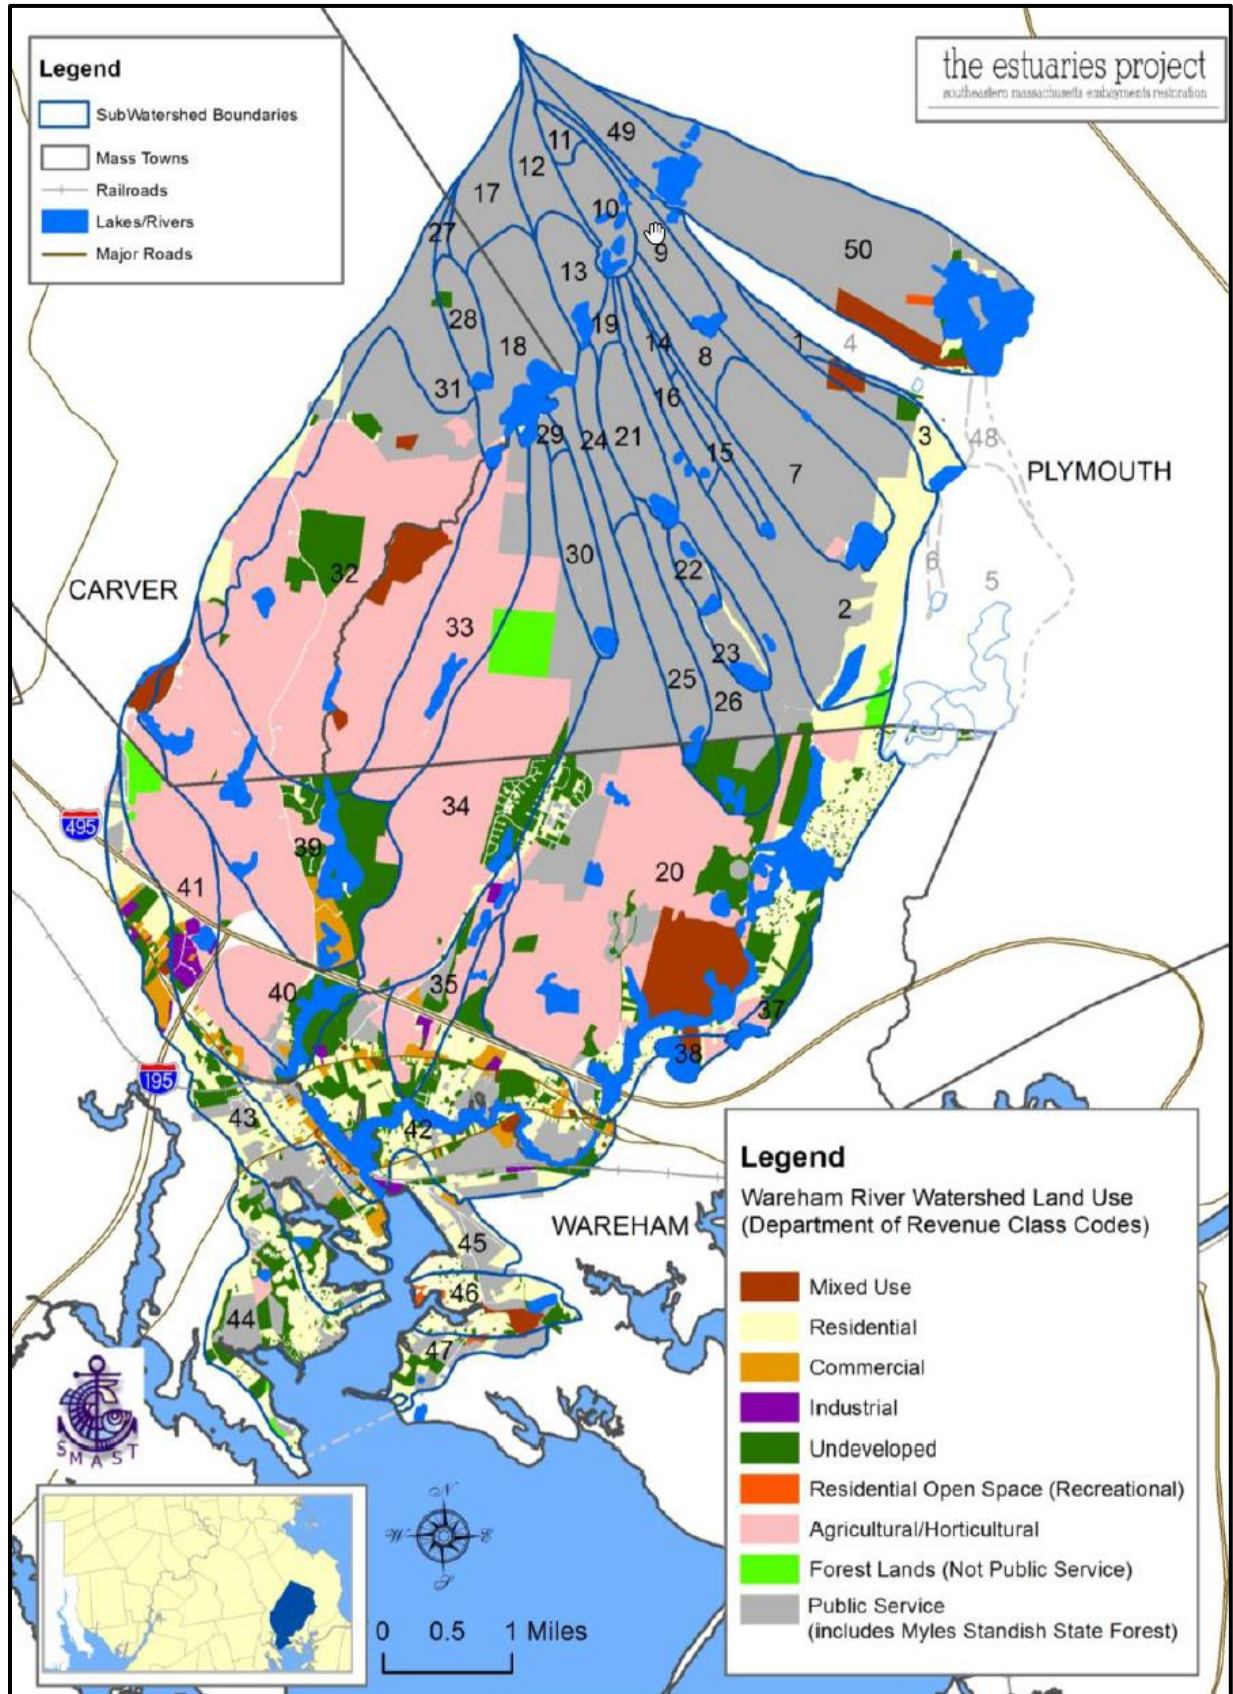 Legend
SubWatershed Boundaries
Mass Towns
Railroads
Lakes/Rivers
Major Roads
the estuaries project
southeastern massachusetts embayments restoration
11
49
12
17
10
27
9
50
13
28
19
18
14
8
1
4
31
16
29
24
21
15
3
48
7
PLYMOUTH
32
30
22
6
5
CARVER
2
33
23
25
26
34
495
39
20
41
40
35
37
38
195
43
42
45
WAREHAM
46
44
47
SMAST
N
W
E
S
0 0.5 1 Miles
Legend
Wareham River Watershed Land Use
(Department of Revenue Class Codes)
Mixed Use
Residential
Commercial
Industrial
Undeveloped
Residential Open Space (Recreational)
Agricultural/Horticultural
Forest Lands (Not Public Service)
Public Service
(includes Myles Standish State Forest)